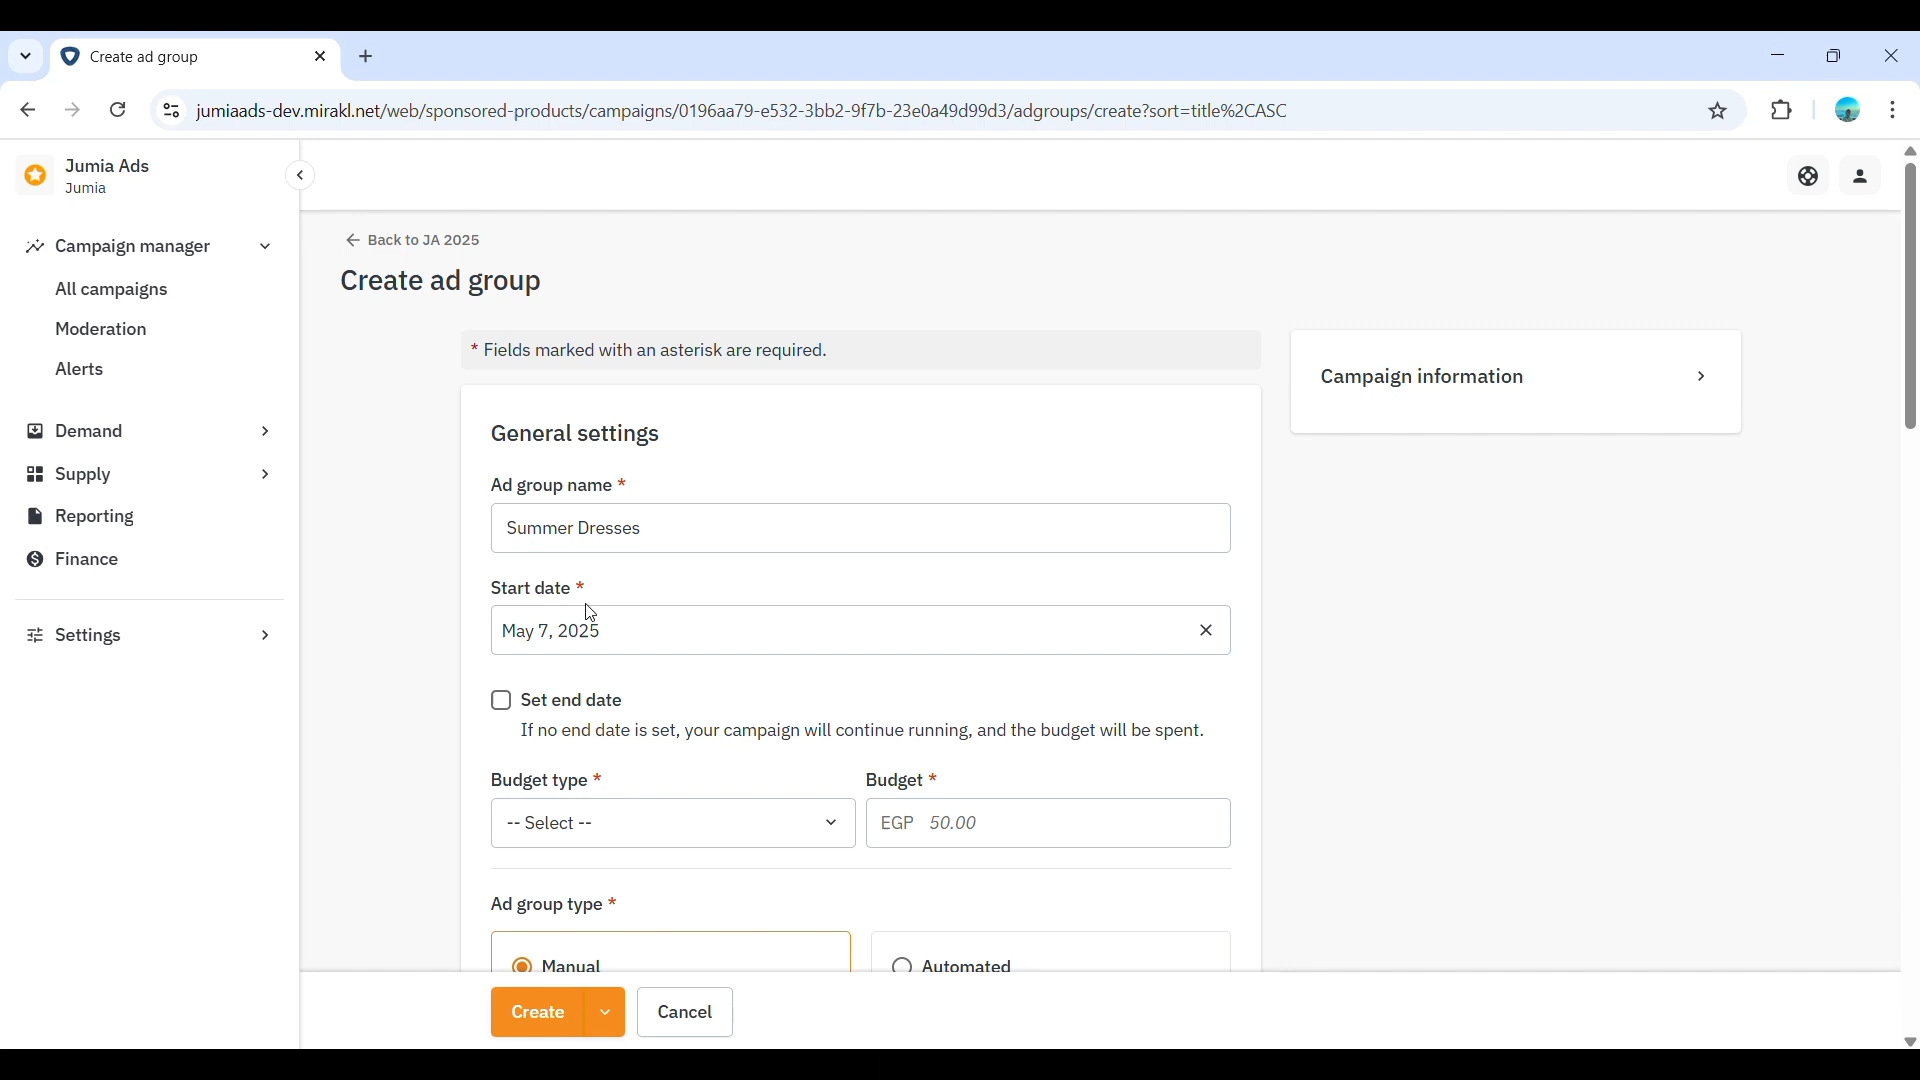 Create ad group
jumiaads-dev.mirakl.net/web/sponsored-products/campaigns/0196aa79-e532-3bb2-9f7b-23e0a49d99d3/adgroups/create?sort=title%2CASC
Jumia Ads
Jumia
Campaign manager
All campaigns
Moderation
Alerts
Demand
Supply
Reporting
Finance
Settings
Back to JA 2025
Create ad group
* Fields marked with an asterisk are required.
Campaign information
General settings
Ad group name *
Summer Dresses
Start date *
May 7, 2025
Set end date
If no end date is set, your campaign will continue running, and the budget will be spent.
Budget type * Budget *
-- Select -- EGP 50.00
Ad group type *
Manual Automated
Create Cancel